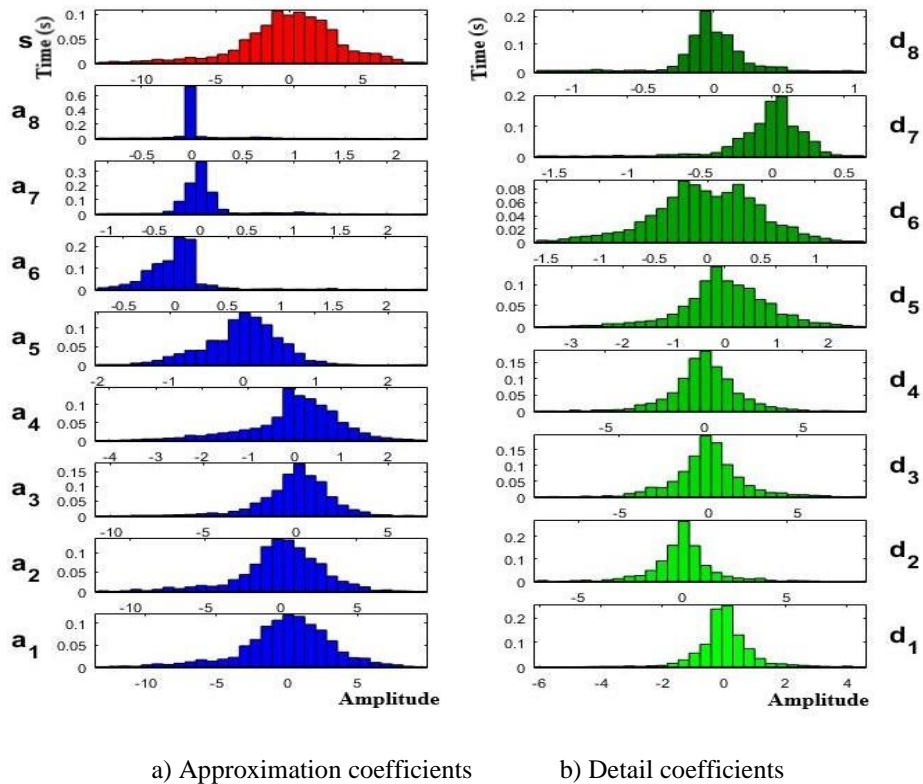 Time (s)
s
0.1
0.05
0
-10 -5 0 5
a8
0.6
0.4
0.2
0
-0.5 0 0.5 1 1.5 2
a7
0.3
0.2
0.1
0
-1 -0.5 0 0.5 1 1.5 2
a6
0.2
0.1
0
-0.5 0 0.5 1 1.5 2
a5
0.1
0.05
0
-2 -1 0 1 2
a4
0.1
0.05
0
-4 -3 -2 -1 0 1 2
a3
0.15
0.1
0.05
0
-10 -5 0 5
a2
0.1
0.05
0
-10 -5 0 5
a1
0.1
0.05
0
-10 -5 0 5
Amplitude
Time (s)
d8
0.2
0.1
0
-1 -0.5 0 0.5 1
d7
0.2
0.1
0
-1.5 -1 -0.5 0 0.5
d6
0.08
0.06
0.04
0.02
0
-1.5 -1 -0.5 0 0.5 1
d5
0.1
0.05
0
-3 -2 -1 0 1 2
d4
0.15
0.1
0.05
0
-5 0 5
d3
0.15
0.1
0.05
0
-5 0 5
d2
0.2
0.1
0
-5 0 5
d1
0.2
0.1
0
-6 -4 -2 0 2 4
Amplitude
a) Approximation coefficients
b) Detail coefficients